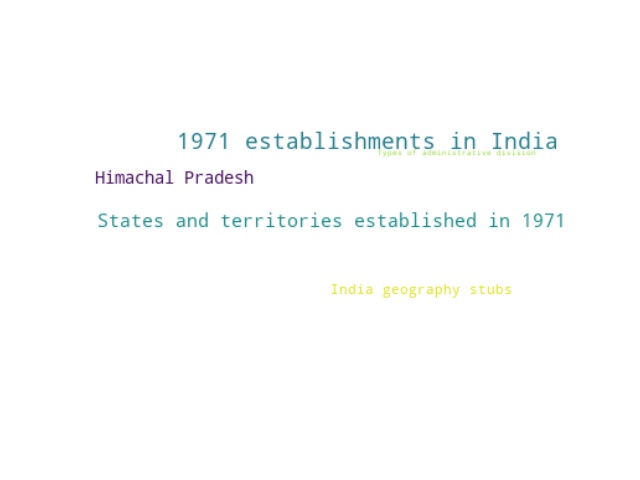 1971 establishments in India
Types of administrative division
Himachal Pradesh
States and territories established in 1971
India geography stubs